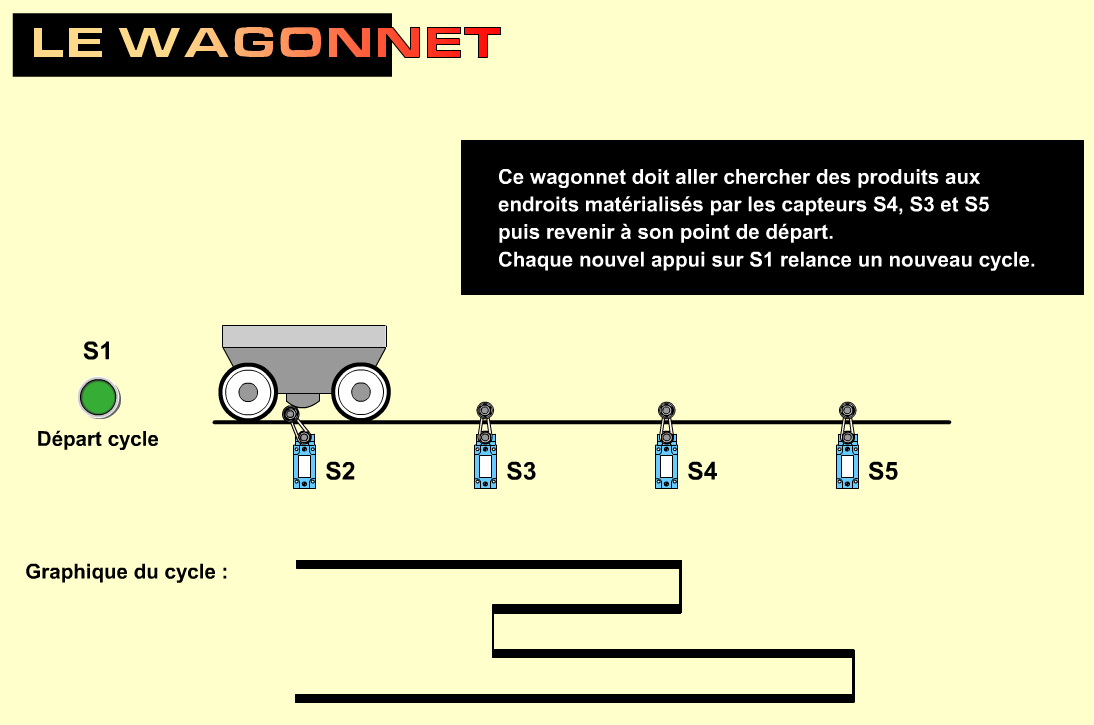 LE WAGONNET
Ce wagonnet doit aller chercher des produits aux
endroits matérialisés par les capteurs S4, S3 et S5
puis revenir à son point de départ.
Chaque nouvel appui sur S1 relance un nouveau cycle.
S1
Départ cycle
S2
S3
S4
S5
Graphique du cycle :